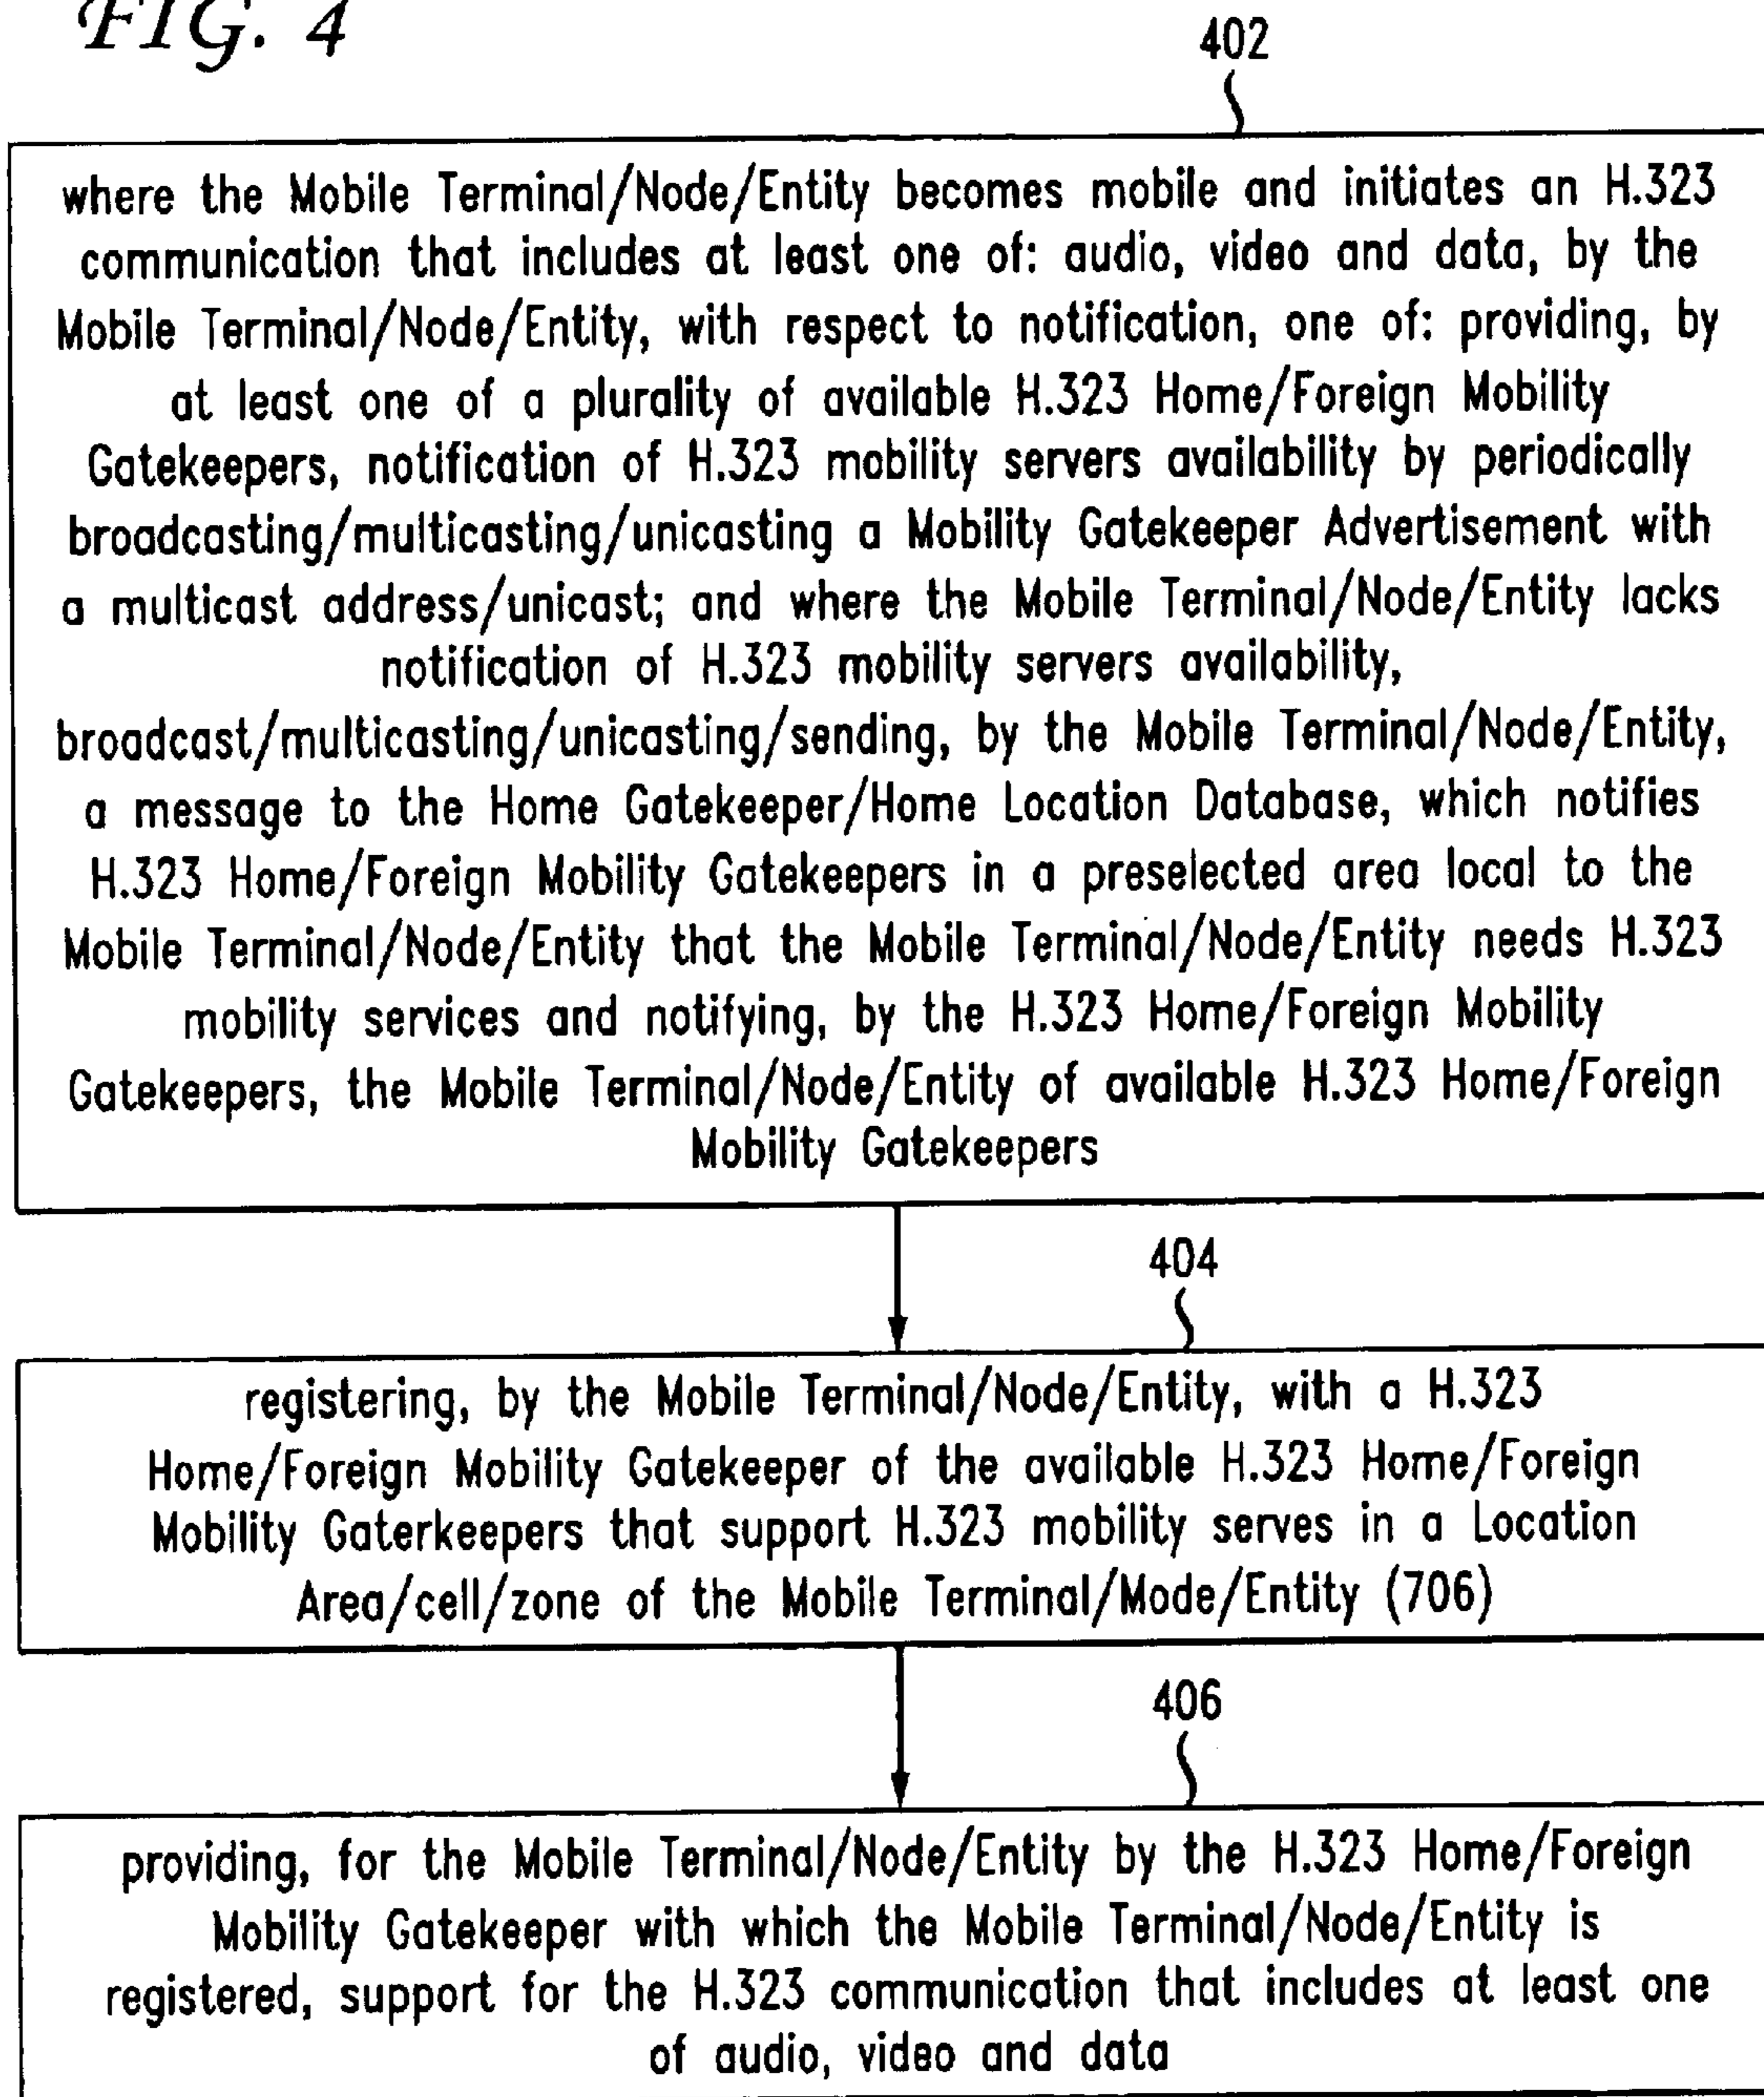 FIG. 4
402
where the Mobile Terminal/Node/Entity becomes mobile and initiates an H.323
communication that includes at least one of: audio, video and data, by the
Mobile Terminal/Node/Entity, with respect to notification, one of: providing, by
at least one of a plurality of available H.323 Home/Foreign Mobility
Gatekeepers, notification of H.323 mobility servers availability by periodically
broadcasting/multicasting/unicasting a Mobility Gatekeeper Advertisement with
a multicast address/unicast; and where the Mobile Terminal/Node/Entity lacks
notification of H.323 mobility servers availability,
broadcast/multicasting/unicasting/sending, by the Mobile Terminal/Node/Entity,
a message to the Home Gatekeeper/Home Location Database, which notifies
H.323 Home/Foreign Mobility Gatekeepers in a preselected area local to the
Mobile Terminal/Node/Entity that the Mobile Terminal/Node/Entity needs H.323
mobility services and notifying, by the H.323 Home/Foreign Mobility
Gatekeepers, the Mobile Terminal/Node/Entity of available H.323 Home/Foreign
Mobility Gatekeepers
404
registering, by the Mobile Terminal/Node/Entity, with a H.323
Home/Foreign Mobility Gatekeeper of the available H.323 Home/Foreign
Mobility Gaterkeepers that support H.323 mobility serves in a Location
Area/cell/zone of the Mobile Terminal/Mode/Entity (706)
406
providing, for the Mobile Terminal/Node/Entity by the H.323 Home/Foreign
Mobility Gatekeeper with which the Mobile Terminal/Node/Entity is
registered, support for the H.323 communication that includes at least one
of audio, video and data